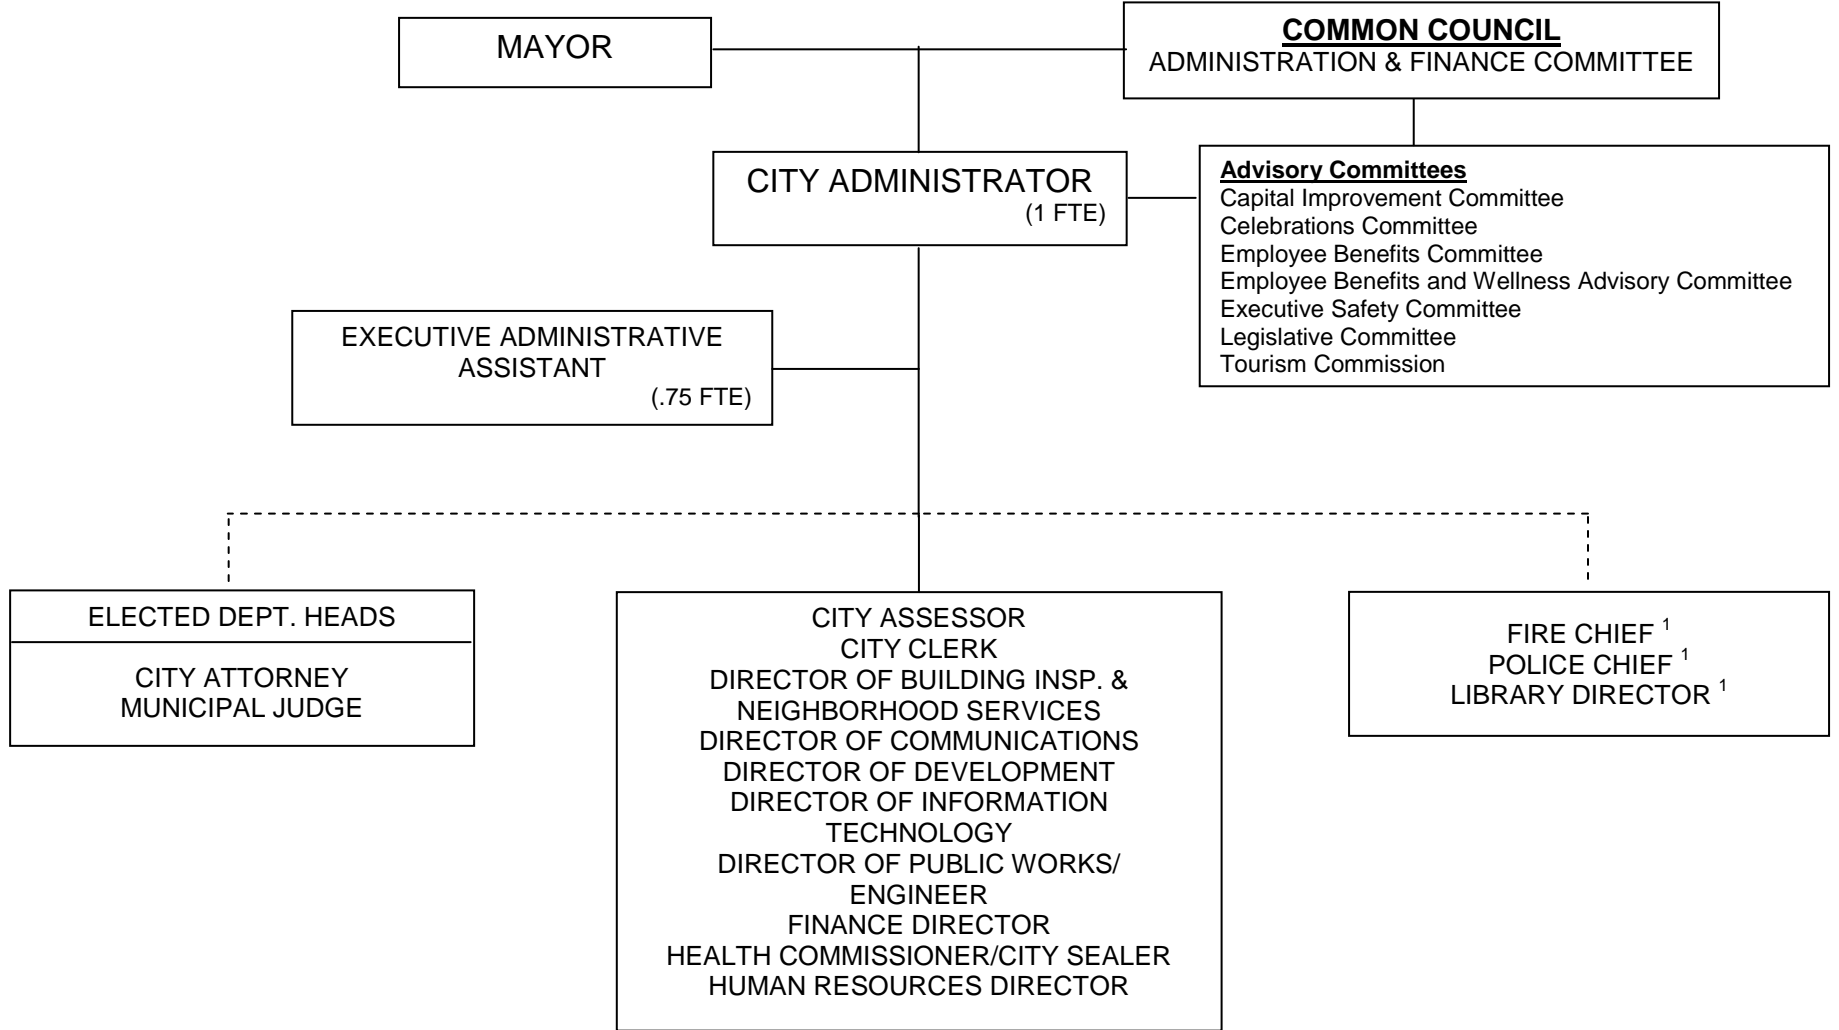 MAYOR
COMMON COUNCIL
ADMINISTRATION & FINANCE COMMITTEE
CITY ADMINISTRATOR
(1 FTE)
Advisory Committees
Capital Improvement Committee
Celebrations Committee
Employee Benefits Committee
Employee Benefits and Wellness Advisory Committee
Executive Safety Committee
Legislative Committee
Tourism Commission
EXECUTIVE ADMINISTRATIVE
ASSISTANT
(.75 FTE)
ELECTED DEPT. HEADS
CITY ATTORNEY
MUNICIPAL JUDGE
CITY ASSESSOR
CITY CLERK
DIRECTOR OF BUILDING INSP. &
NEIGHBORHOOD SERVICES
DIRECTOR OF COMMUNICATIONS
DIRECTOR OF DEVELOPMENT
DIRECTOR OF INFORMATION
TECHNOLOGY
DIRECTOR OF PUBLIC WORKS/
ENGINEER
FINANCE DIRECTOR
HEALTH COMMISSIONER/CITY SEALER
HUMAN RESOURCES DIRECTOR
FIRE CHIEF 1
POLICE CHIEF 1
LIBRARY DIRECTOR 1